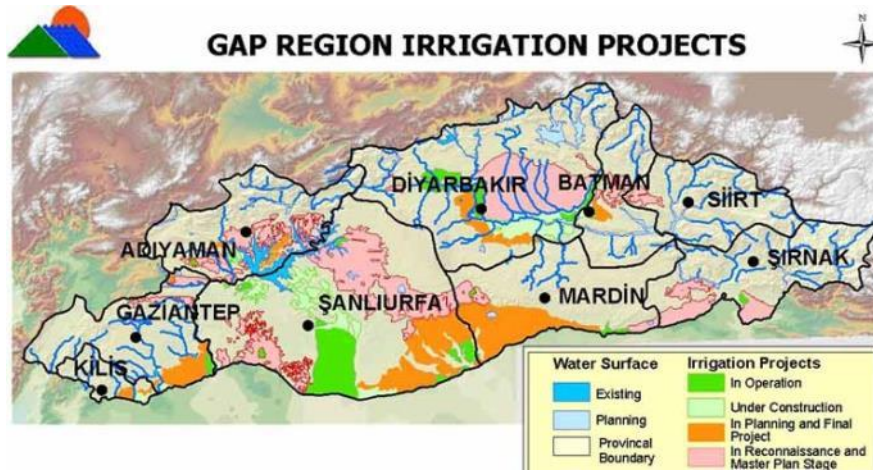 GAP REGION IRRIGATION PROJECTS
N
DİYARBAKIR
BATMAN
SİİRT
ADIYAMAN
ŞIRNAK
ŞANLIURFA
MARDİN
GAZİANTEP
KİLİS
Water Surface
Existing
Planning
Provincal
Boundary
Irrigation Projects
In Operation
Under Construction
In Planning and Final
Project
In Reconnaissance and
Master Plan Stage